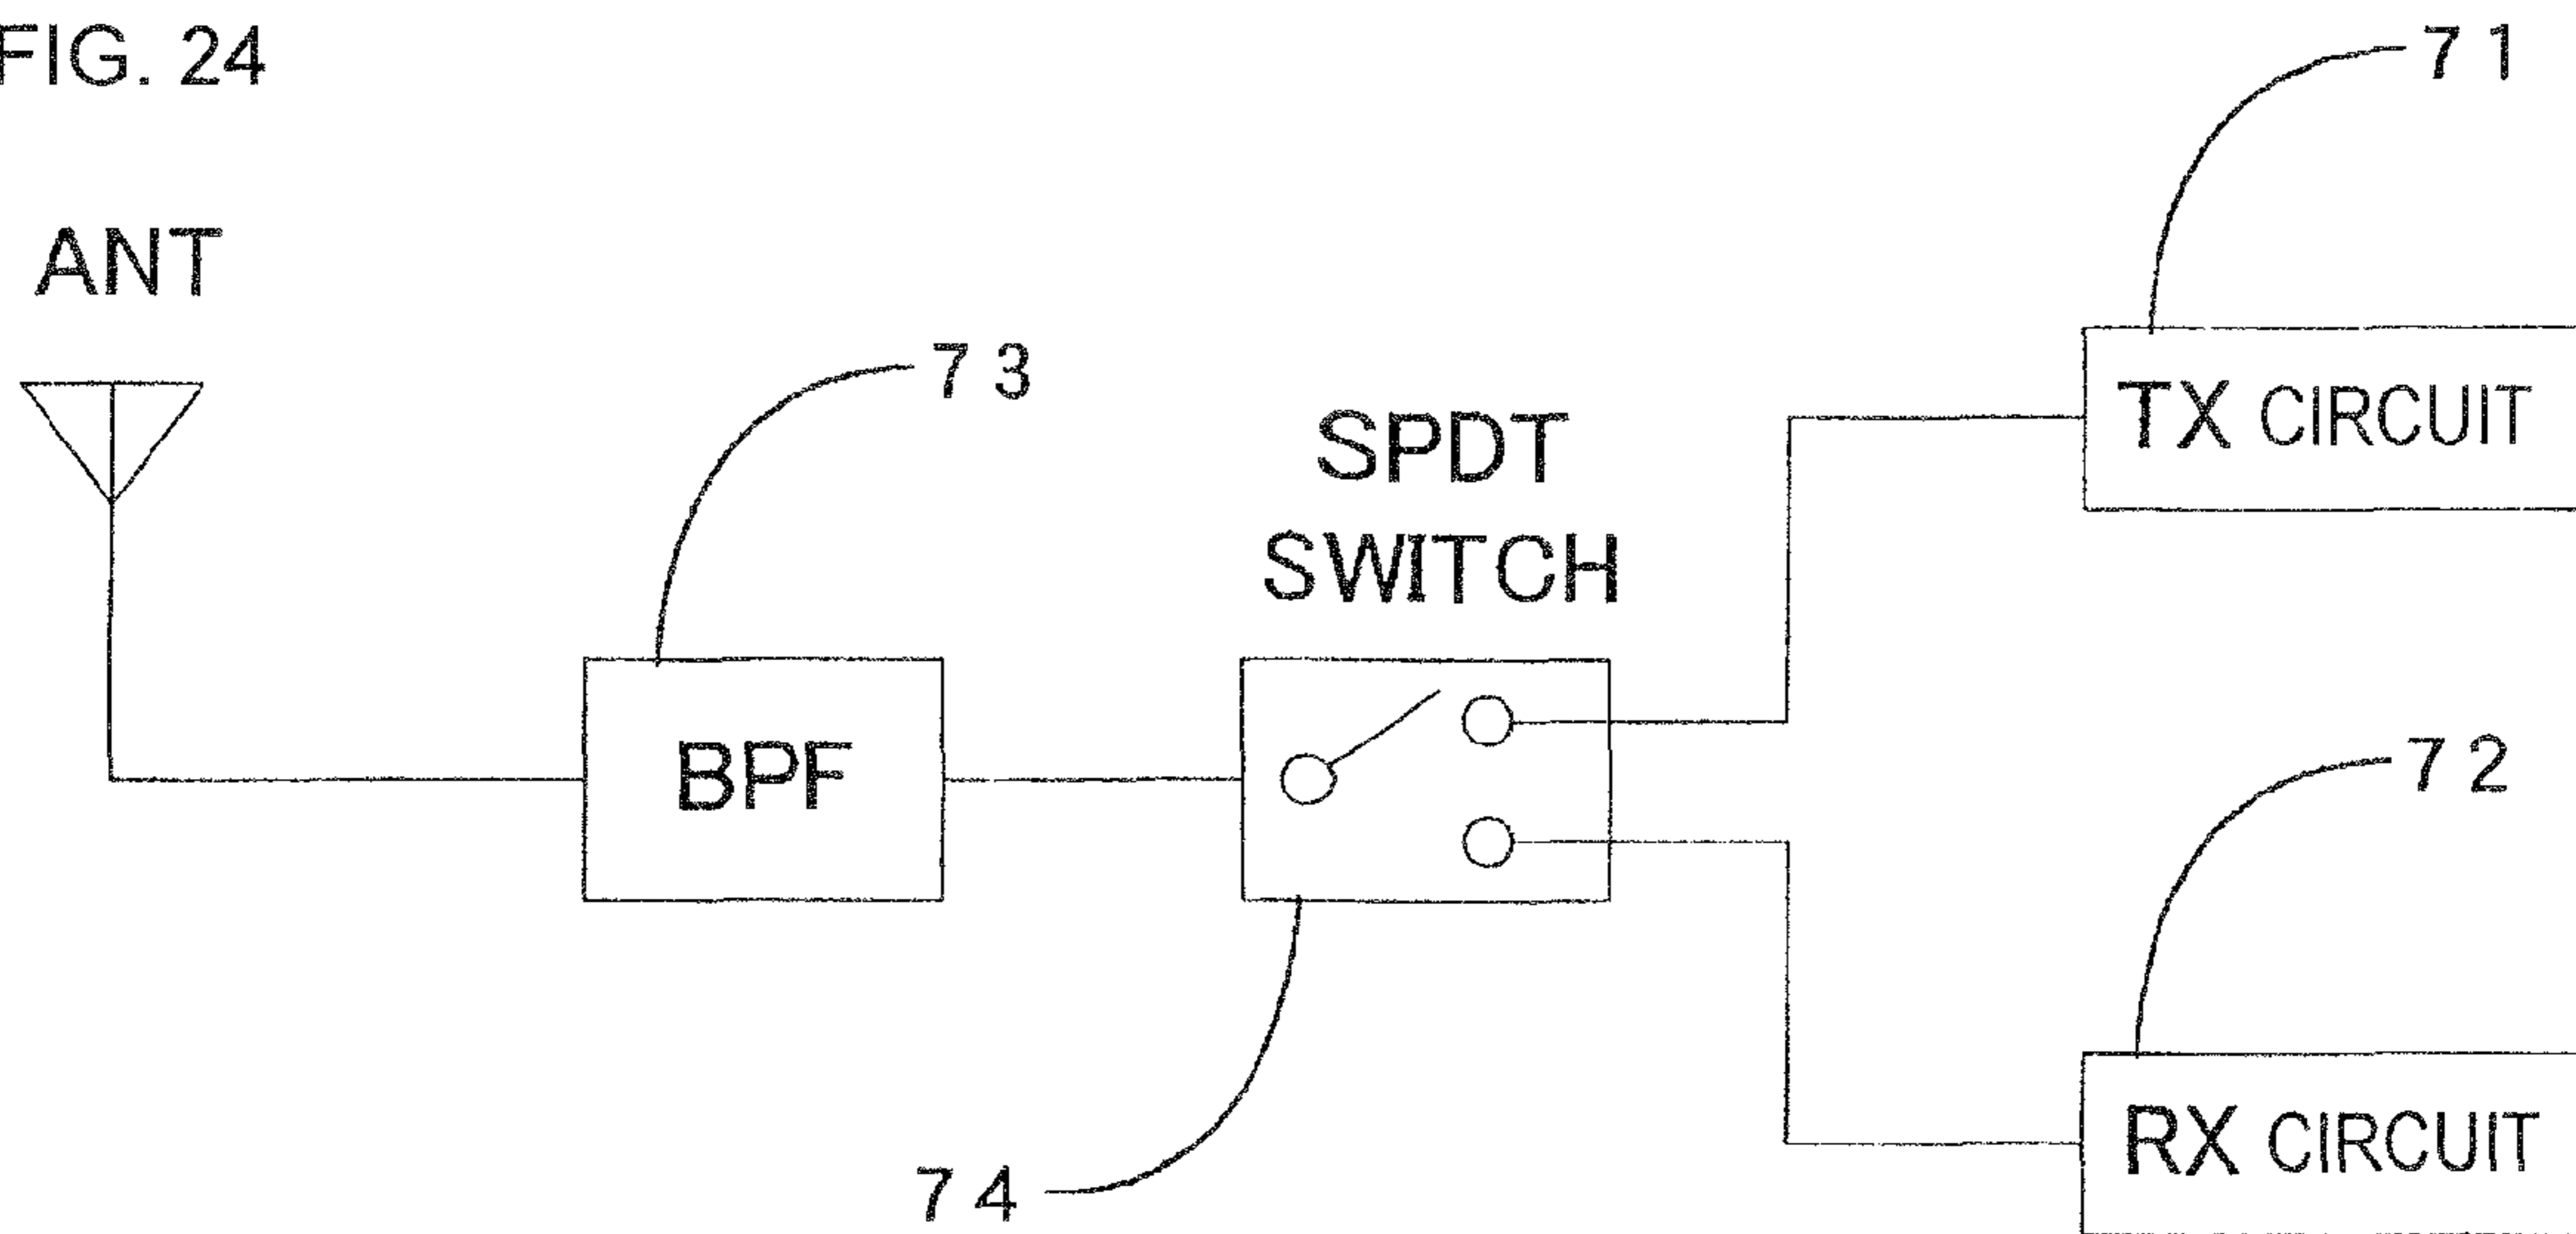 FIG. 24
71
ANT
73
TX CIRCUIT
SPDT
SWITCH
BPF
72
RX CIRCUIT
74